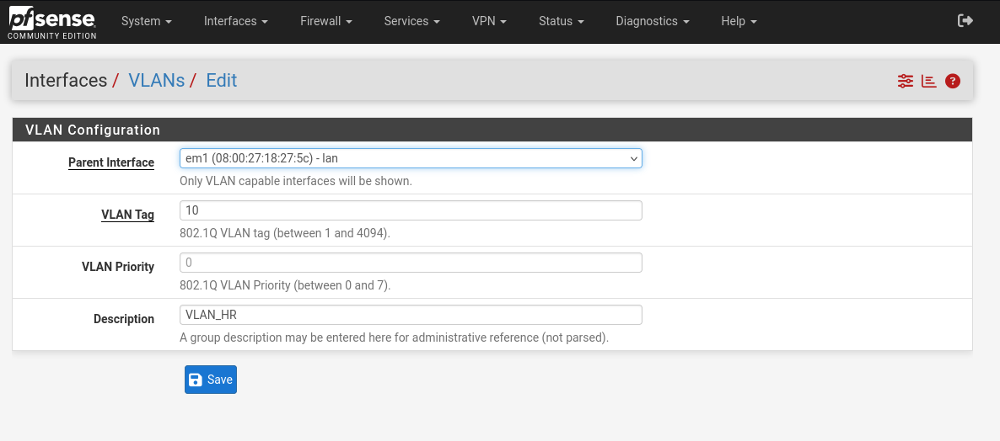 pfsense
COMMUNITY EDITION
System Interfaces Firewall Services VPN Status Diagnostics Help
Interfaces / VLANs / Edit
?
VLAN Configuration
Parent Interface
em1 (08:00:27:18:27:5c) - lan
Only VLAN capable interfaces will be shown.
VLAN Tag
10
802.1Q VLAN tag (between 1 and 4094).
VLAN Priority
0
802.1Q VLAN Priority (between 0 and 7).
Description
VLAN_HR
A group description may be entered here for administrative reference (not parsed).
Save